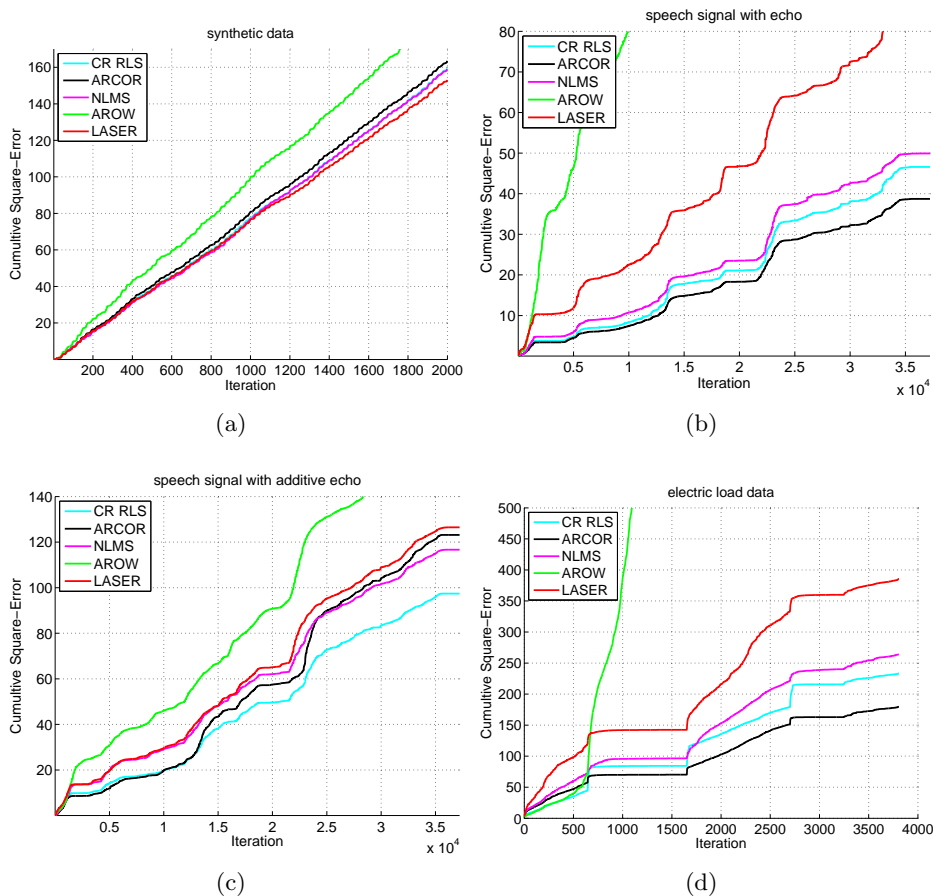 synthetic data
160
140
120
100
80
60
40
20
CR RLS
ARCOR
NLMS
AROW
LASER
Cumultive Square−Error
200 400 600 800 1000 1200 1400 1600 1800 2000
Iteration
(a)
speech signal with echo
80
70
60
50
40
30
20
10
CR RLS
ARCOR
NLMS
AROW
LASER
Cumultive Square−Error
0.5 1 1.5 2 2.5 3 3.5
Iteration
x 10^4
(b)
speech signal with additive echo
140
120
100
80
60
40
20
CR RLS
ARCOR
NLMS
AROW
LASER
Cumultive Square−Error
0.5 1 1.5 2 2.5 3 3.5
Iteration
x 10^4
(c)
electric load data
500
450
400
350
300
250
200
150
100
50
0
CR RLS
ARCOR
NLMS
AROW
LASER
Cumultive Square−Error
0 500 1000 1500 2000 2500 3000 3500 4000
Iteration
(d)